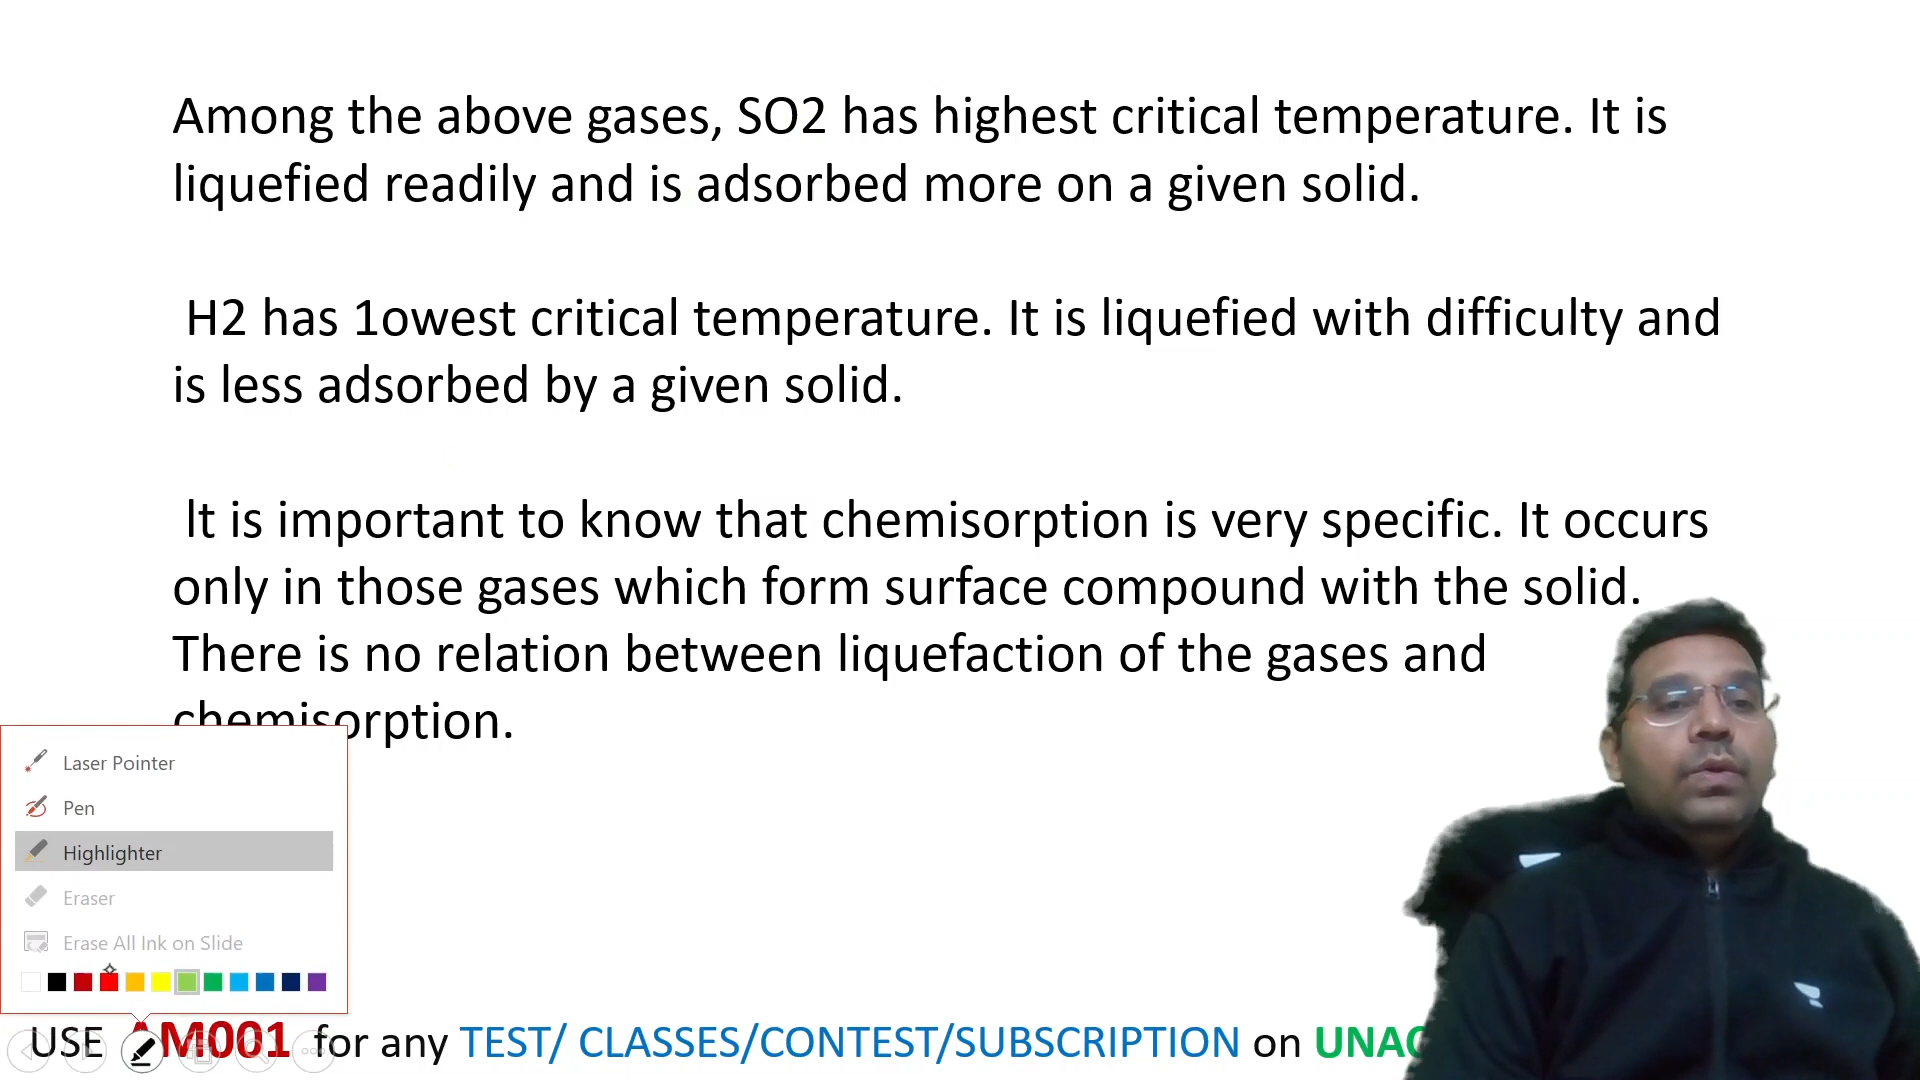 Among the above gases, SO2 has highest critical temperature. It is
liquefied readily and is adsorbed more on a given solid.
H2 has 1owest critical temperature. It is liquefied with difficulty and
is less adsorbed by a given solid.
lt is important to know that chemisorption is very specific. It occurs
only in those gases which form surface compound with the solid.
There is no relation between liquefaction of the gases and
chemisorption.
Laser Pointer
Pen
Highlighter
Eraser
Erase All Ink on Slide
USE AM001 for any TEST/ CLASSES/CONTEST/SUBSCRIPTION on